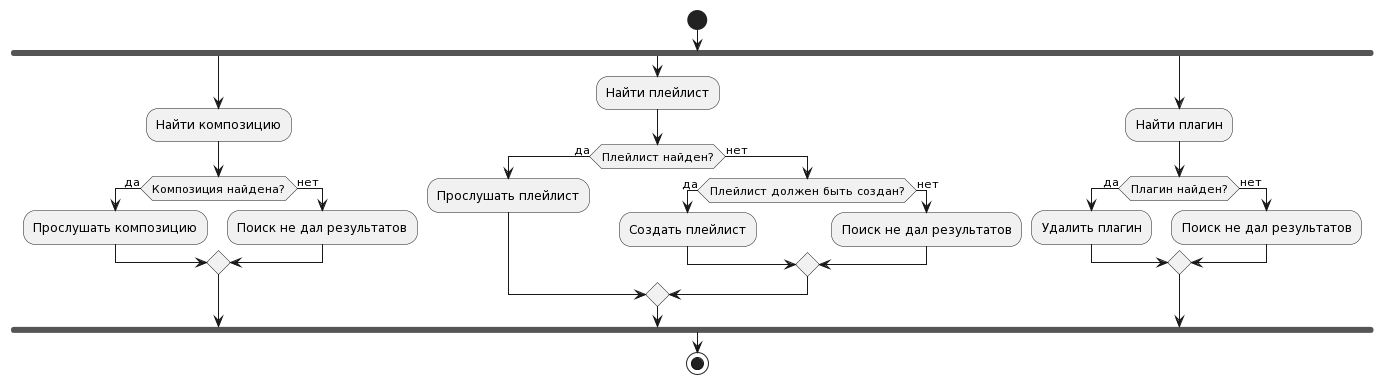 Найти плейлист
Найти композицию
Найти плагин
да
Плейлист найден?
нет
да
Композиция найдена?
нет
Прослушать плейлист
да
Плейлист должен быть создан?
нет
да
Плагин найден?
нет
Прослушать композицию
Поиск не дал результатов
Создать плейлист
Поиск не дал результатов
Удалить плагин
Поиск не дал результатов